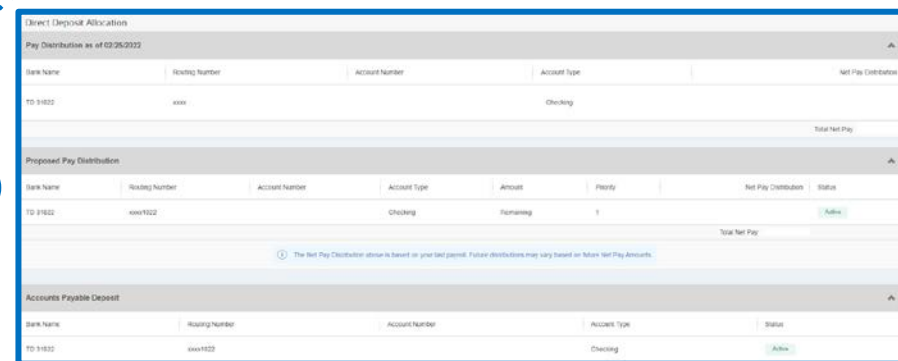 Direct Deposit Allocation
Pay Distribution as of 02/25/2022
Bank Name Routing Number Account Number Account Type Net Pay Distribution
TD 31022 xxxx Checking
Total Net Pay
Proposed Pay Distribution
Bank Name Routing Number Account Number Account Type Amount Priority Net Pay Distribution Status
TD 31022 xxxx1022 Checking Remaining 1 Active
Total Net Pay
The Net Pay Distribution above is based on your last payroll. Future distributions may vary based on future Net Pay Amounts.
Accounts Payable Deposit
Bank Name Routing Number Account Number Account Type Status
TD 31022 xxxx1022 Checking Active